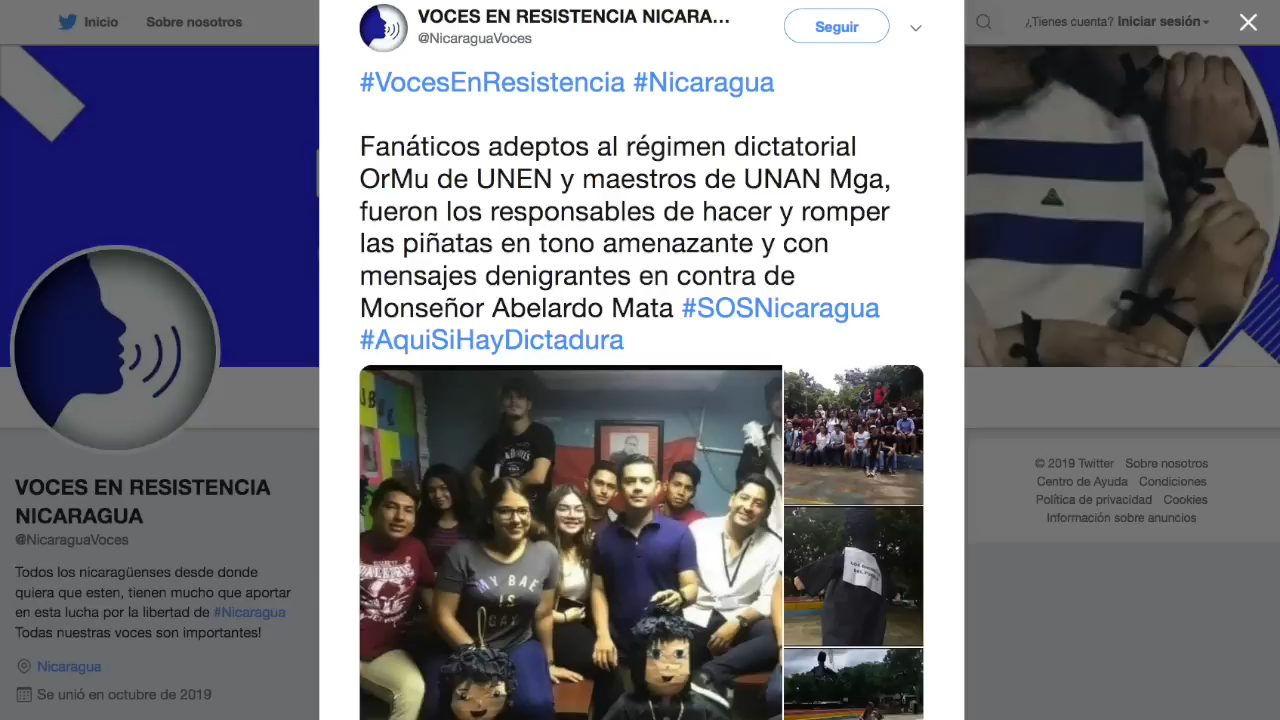 Inicio
Sobre nosotros
VOCES EN RESISTENCIA NICARA...
@NicaraguaVoces
Seguir
¿Tienes cuenta? Iniciar sesión
#VocesEnResistencia #Nicaragua
Fanáticos adeptos al régimen dictatorial
OrMu de UNEN y maestros de UNAN Mga,
fueron los responsables de hacer y romper
las piñatas en tono amenazante y con
mensajes denigrantes en contra de
Monseñor Abelardo Mata #SOSNicaragua
#AquiSiHayDictadura
MY BAE
IS
VOCES EN RESISTENCIA
NICARAGUA
@NicaraguaVoces
Todos los nicaragüenses desde donde
quiera que esten, tienen mucho que aportar
en esta lucha por la libertad de #Nicaragua
Todas nuestras voces son importantes!
Nicaragua
Se unió en octubre de 2019
© 2019 Twitter Sobre nosotros
Centro de Ayuda Condiciones
Política de privacidad Cookies
Información sobre anuncios